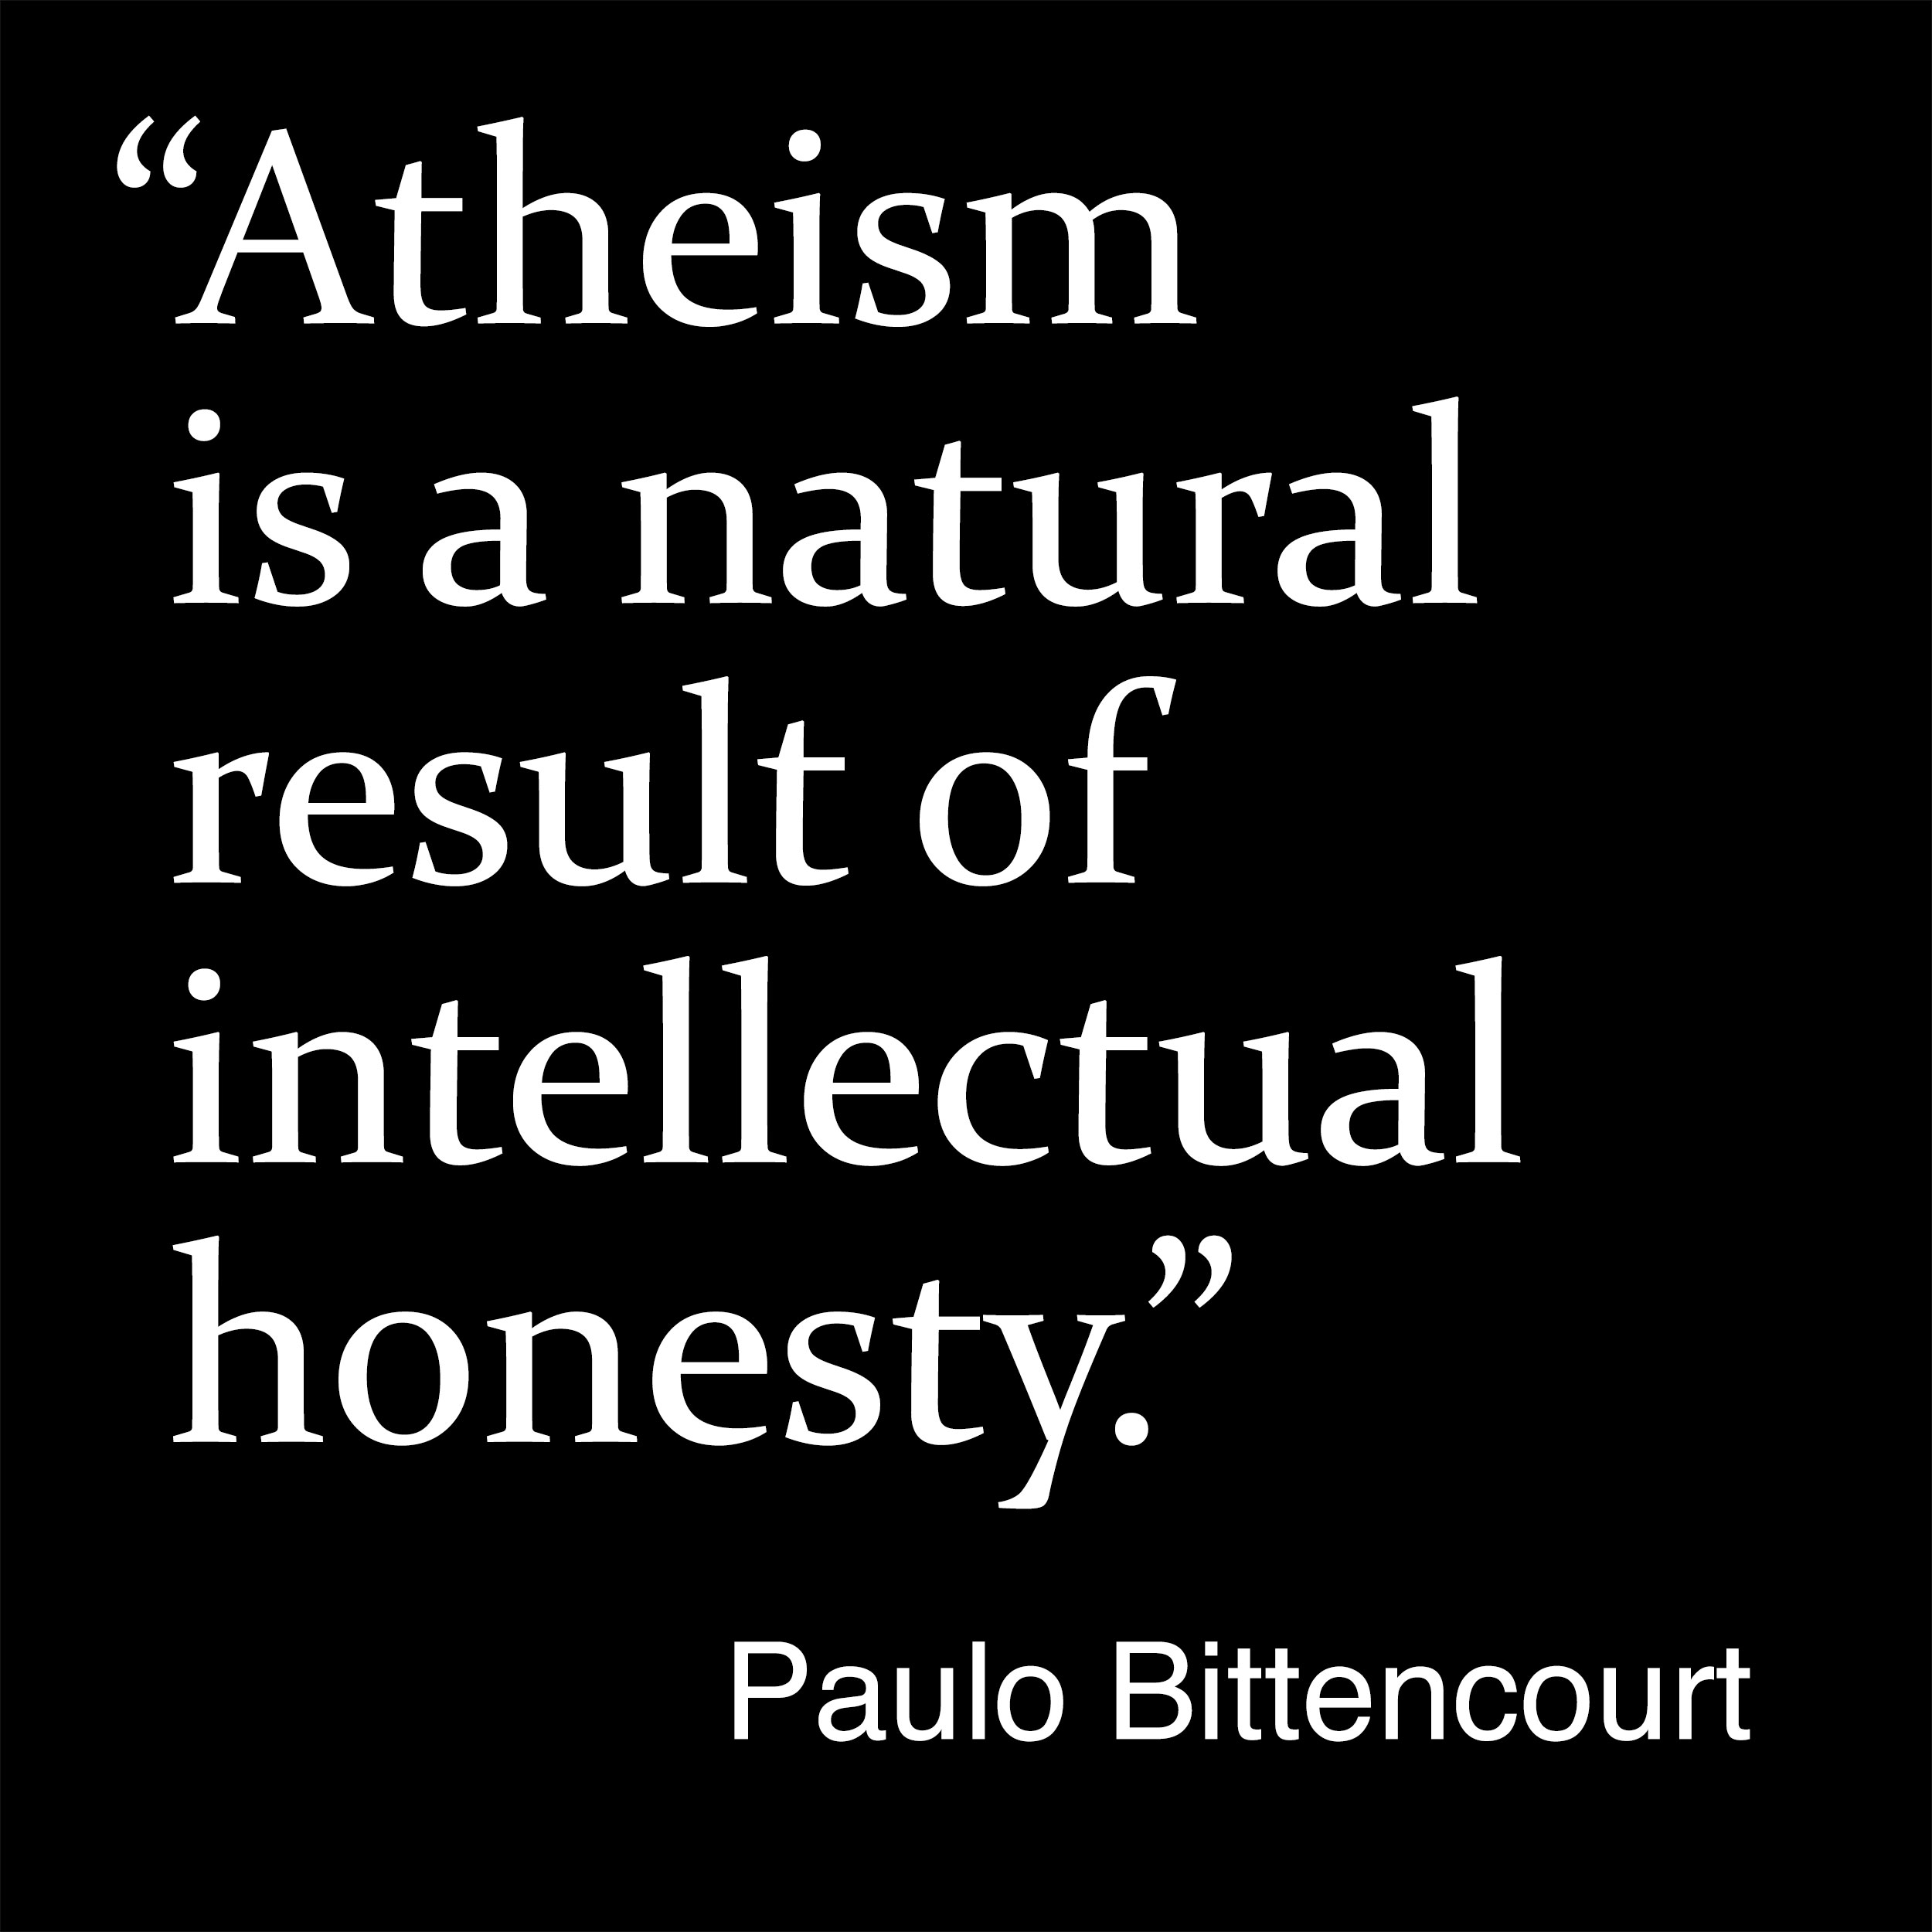 “Atheism
is a natural
result of
intellectual
honesty.”
Paulo Bittencourt